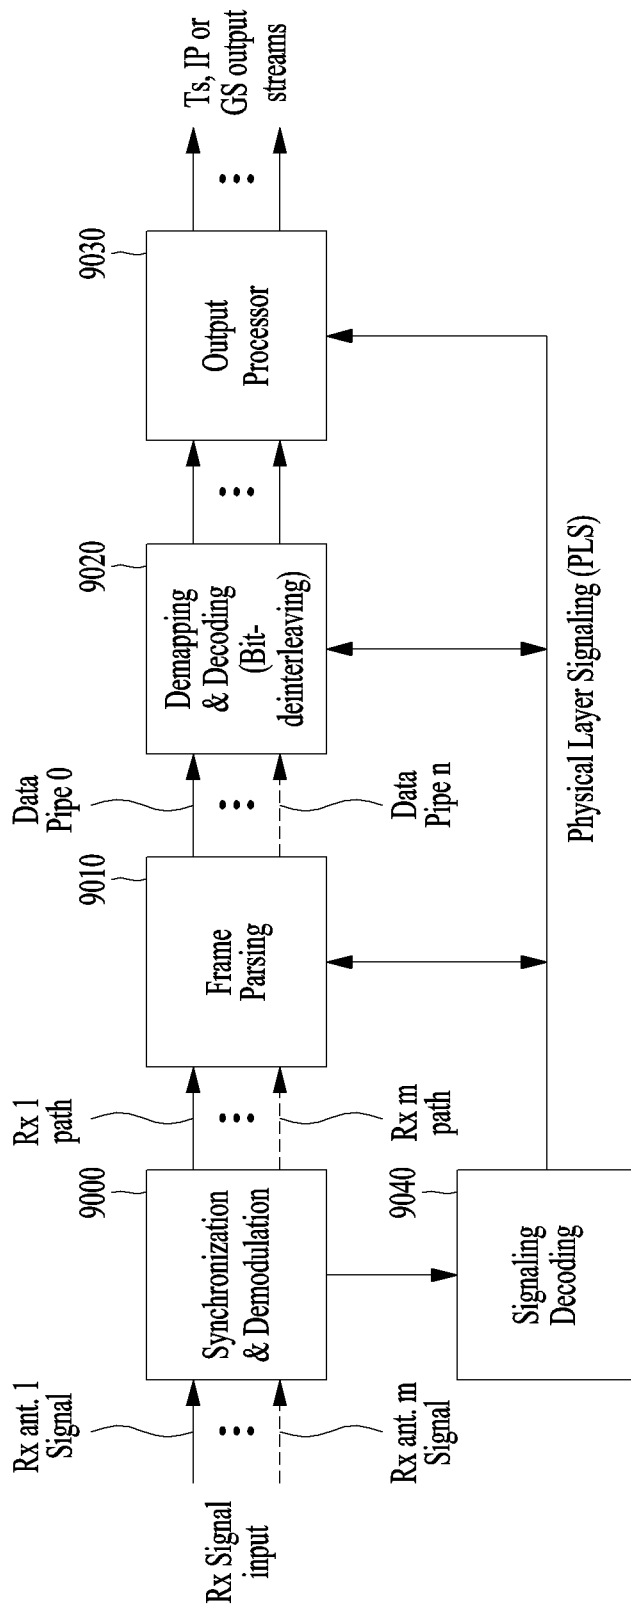 Rx Signal
input
Rx ant. 1
Signal
Rx ant. m
Signal
9000
Synchronization
& Demodulation
Rx 1
path
Rx m
path
9010
Frame
Parsing
Data
Pipe 0
Data
Pipe n
9020
Demapping
& Decoding
(Bit-
deinterleaving)
9030
Output
Processor
Ts, IP or
GS output
streams
9040
Signaling
Decoding
Physical Layer Signaling (PLS)